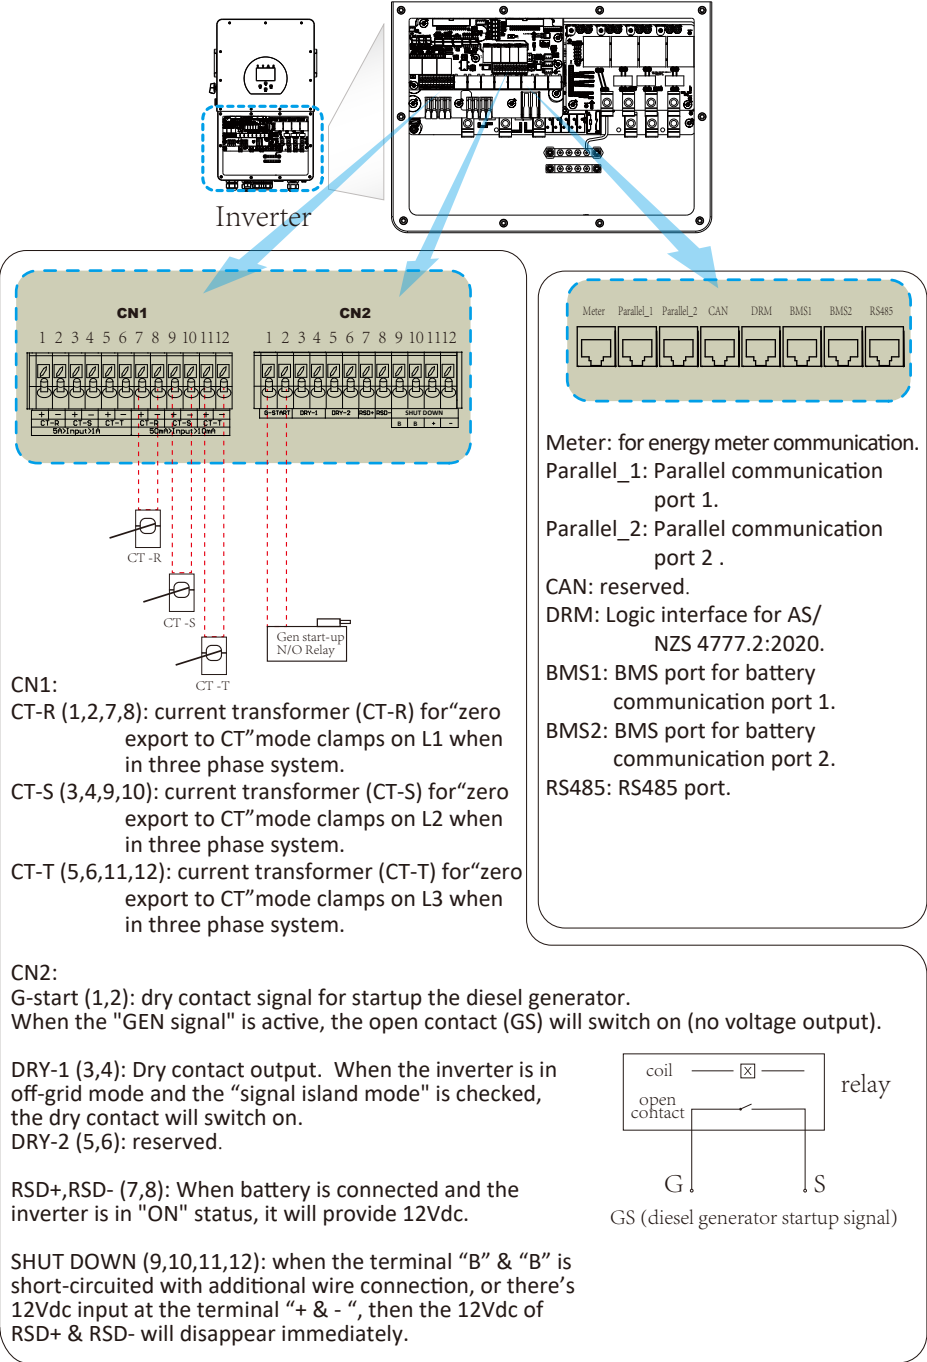 Inverter
CN1
CN2
1 2 3 4 5 6 7 8 9 10 11 12
1 2 3 4 5 6 7 8 9 10 11 12
+ − + − + − + − + − + −
CT-R CT-S CT-T CT-R CT-S CT-T
5A>Input>1A 50mA>Input>10mA
G-START DRY-1 DRY-2 RSD+ RSD- SHUT DOWN
B B + -
Meter Parallel_1 Parallel_2 CAN DRM BMS1 BMS2 RS485
CT -R
CT -S
CT -T
Gen start-up
N/O Relay
Meter: for energy meter communication.
Parallel_1: Parallel communication
port 1.
Parallel_2: Parallel communication
port 2 .
CAN: reserved.
DRM: Logic interface for AS/
NZS 4777.2:2020.
BMS1: BMS port for battery
communication port 1.
BMS2: BMS port for battery
communication port 2.
RS485: RS485 port.
CN1:
CT-R (1,2,7,8): current transformer (CT-R) for“zero
export to CT”mode clamps on L1 when
in three phase system.
CT-S (3,4,9,10): current transformer (CT-S) for“zero
export to CT”mode clamps on L2 when
in three phase system.
CT-T (5,6,11,12): current transformer (CT-T) for“zero
export to CT”mode clamps on L3 when
in three phase system.
CN2:
G-start (1,2): dry contact signal for startup the diesel generator.
When the "GEN signal" is active, the open contact (GS) will switch on (no voltage output).
DRY-1 (3,4): Dry contact output. When the inverter is in
off-grid mode and the “signal island mode" is checked,
the dry contact will switch on.
DRY-2 (5,6): reserved.
RSD+,RSD- (7,8): When battery is connected and the
inverter is in "ON" status, it will provide 12Vdc.
SHUT DOWN (9,10,11,12): when the terminal “B” & “B” is
short-circuited with additional wire connection, or there’s
12Vdc input at the terminal “+ & - “, then the 12Vdc of
RSD+ & RSD- will disappear immediately.
coil
open
contact
relay
G
S
GS (diesel generator startup signal)